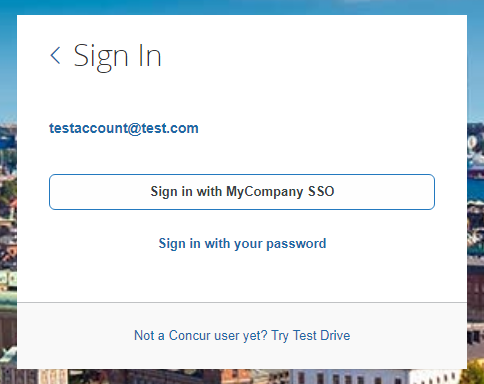 Sign In
testaccount@test.com
Sign in with MyCompany SSO
Sign in with your password
Not a Concur user yet? Try Test Drive